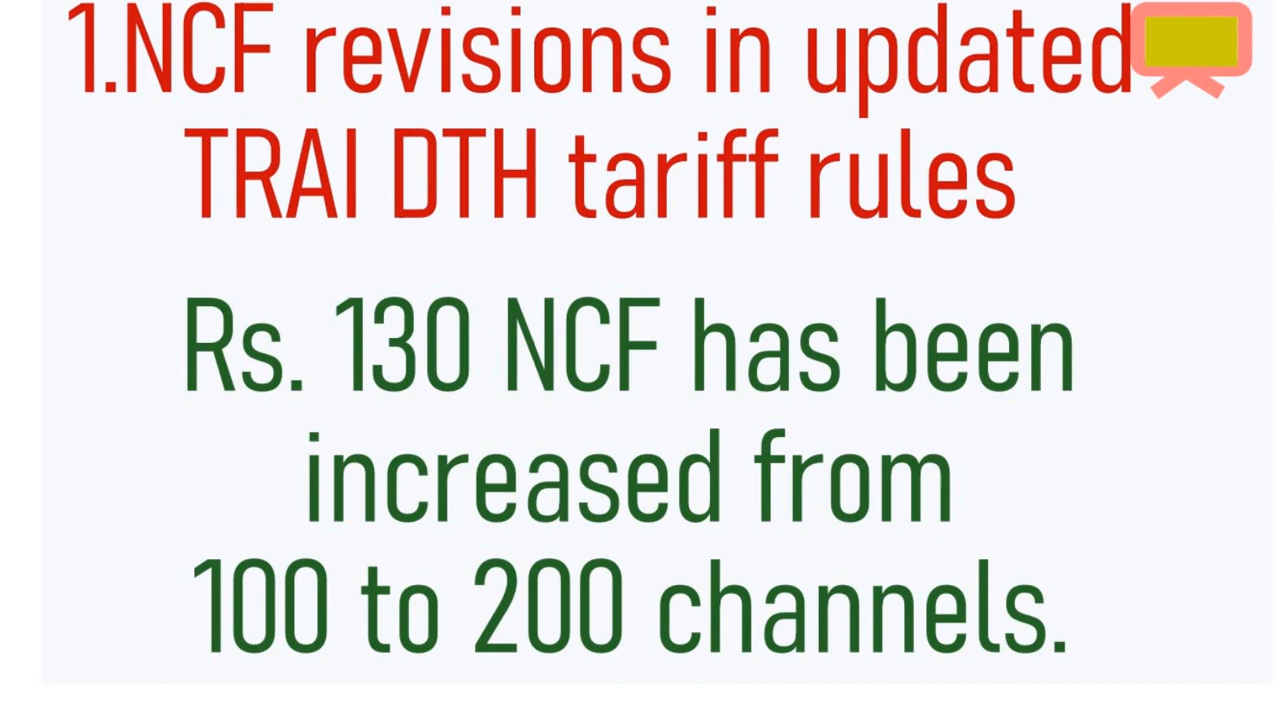 1.NCF revisions in updated
TRAI DTH tariff rules
Rs. 130 NCF has been
increased from
100 to 200 channels.